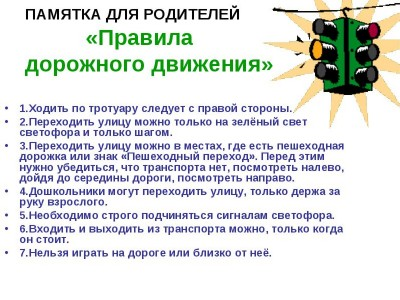 ПАМЯТКА ДЛЯ РОДИТЕЛЕЙ
«Правила
дорожного движения»
• 1.Ходить по тротуару следует с правой стороны.
• 2.Переходить улицу можно только на зелёный свет
светофора и только шагом.
• 3.Переходить улицу можно в местах, где есть пешеходная
дорожка или знак «Пешеходный переход». Перед этим
нужно убедиться, что транспорта нет, посмотреть налево,
дойдя до середины дороги, посмотреть направо.
• 4.Дошкольники могут переходить улицу, только держа за
руку взрослого.
• 5.Необходимо строго подчиняться сигналам светофора.
• 6.Входить и выходить из транспорта можно, только когда
он стоит.
• 7.Нельзя играть на дороге или близко от неё.